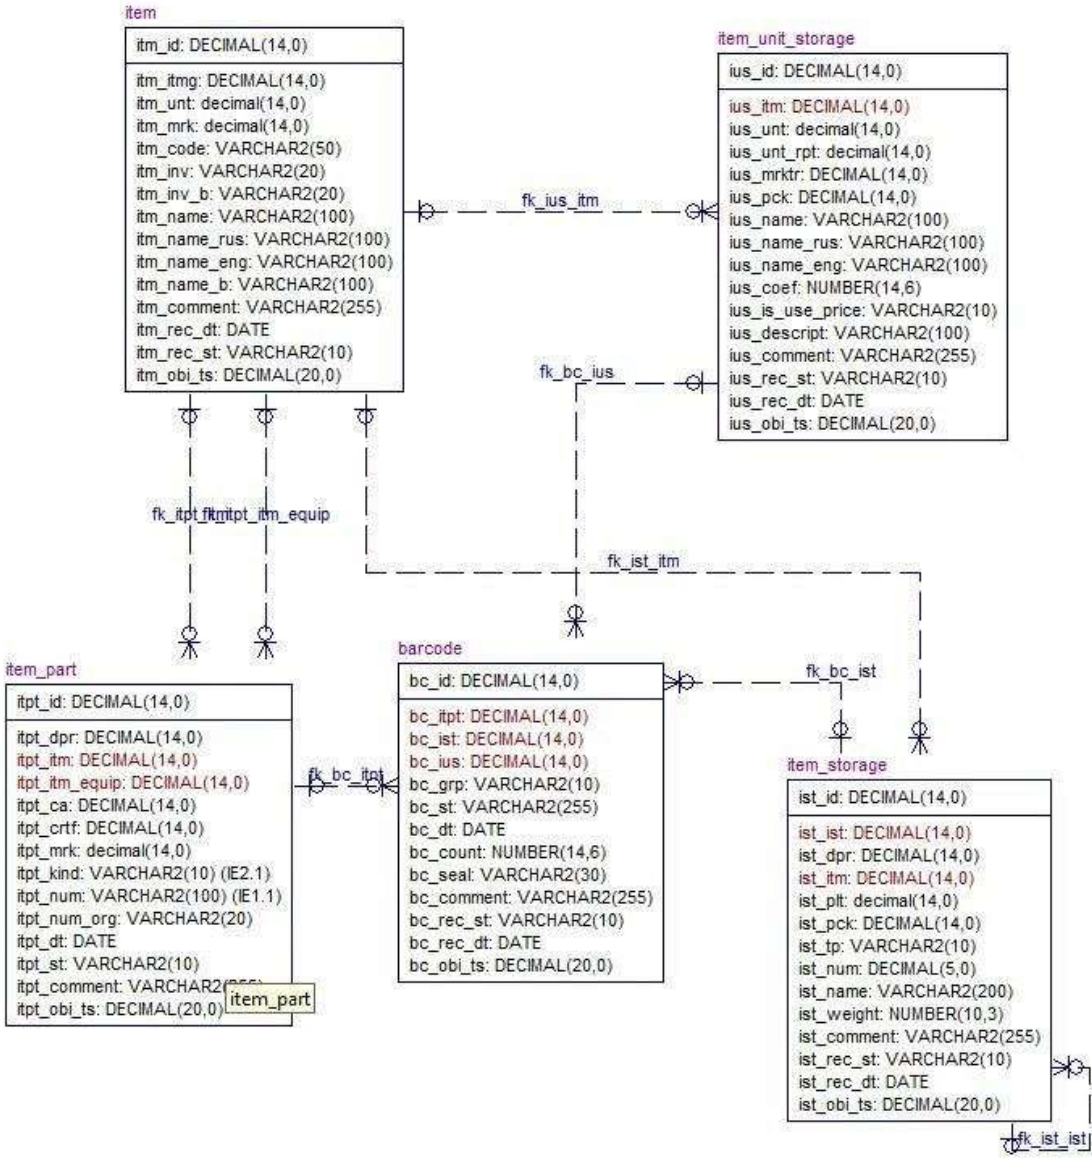 item
itm_id: DECIMAL(14,0)
itm_itmg: DECIMAL(14,0)
itm_unt: decimal(14,0)
itm_mrk: decimal(14,0)
itm_code: VARCHAR2(50)
itm_inv: VARCHAR2(20)
itm_inv_b: VARCHAR2(20)
itm_name: VARCHAR2(100)
itm_name_rus: VARCHAR2(100)
itm_name_eng: VARCHAR2(100)
itm_name_b: VARCHAR2(100)
itm_comment: VARCHAR2(255)
itm_rec_dt: DATE
itm_rec_st: VARCHAR2(10)
itm_obi_ts: DECIMAL(20,0)
fk_ius_itm
item_unit_storage
ius_id: DECIMAL(14,0)
ius_itm: DECIMAL(14,0)
ius_unt: decimal(14,0)
ius_unt_rpt: decimal(14,0)
ius_mrktr: DECIMAL(14,0)
ius_pck: DECIMAL(14,0)
ius_name: VARCHAR2(100)
ius_name_rus: VARCHAR2(100)
ius_name_eng: VARCHAR2(100)
ius_coef: NUMBER(14,6)
ius_is_use_price: VARCHAR2(10)
ius_descript: VARCHAR2(100)
ius_comment: VARCHAR2(255)
ius_rec_st: VARCHAR2(10)
ius_rec_dt: DATE
ius_obi_ts: DECIMAL(20,0)
fk_bc_ius
fk_itpt_itm
fk_itpt_itm_equip
fk_ist_itm
item_part
itpt_id: DECIMAL(14,0)
itpt_dpr: DECIMAL(14,0)
itpt_itm: DECIMAL(14,0)
itpt_itm_equip: DECIMAL(14,0)
itpt_ca: DECIMAL(14,0)
itpt_crtf: DECIMAL(14,0)
itpt_mrk: decimal(14,0)
itpt_kind: VARCHAR2(10) (IE2.1)
itpt_num: VARCHAR2(100) (IE1.1)
itpt_num_org: VARCHAR2(20)
itpt_dt: DATE
itpt_st: VARCHAR2(10)
itpt_comment: VARCHAR2(255)
itpt_obi_ts: DECIMAL(20,0)
item_part
fk_bc_itpt
barcode
bc_id: DECIMAL(14,0)
bc_itpt: DECIMAL(14,0)
bc_ist: DECIMAL(14,0)
bc_ius: DECIMAL(14,0)
bc_grp: VARCHAR2(10)
bc_st: VARCHAR2(255)
bc_dt: DATE
bc_count: NUMBER(14,6)
bc_seal: VARCHAR2(30)
bc_comment: VARCHAR2(255)
bc_rec_st: VARCHAR2(10)
bc_rec_dt: DATE
bc_obi_ts: DECIMAL(20,0)
fk_bc_ist
item_storage
ist_id: DECIMAL(14,0)
ist_ist: DECIMAL(14,0)
ist_dpr: DECIMAL(14,0)
ist_itm: DECIMAL(14,0)
ist_plt: decimal(14,0)
ist_pck: DECIMAL(14,0)
ist_tp: VARCHAR2(10)
ist_num: DECIMAL(5,0)
ist_name: VARCHAR2(200)
ist_weight: NUMBER(10,3)
ist_comment: VARCHAR2(255)
ist_rec_st: VARCHAR2(10)
ist_rec_dt: DATE
ist_obi_ts: DECIMAL(20,0)
fk_ist_ist